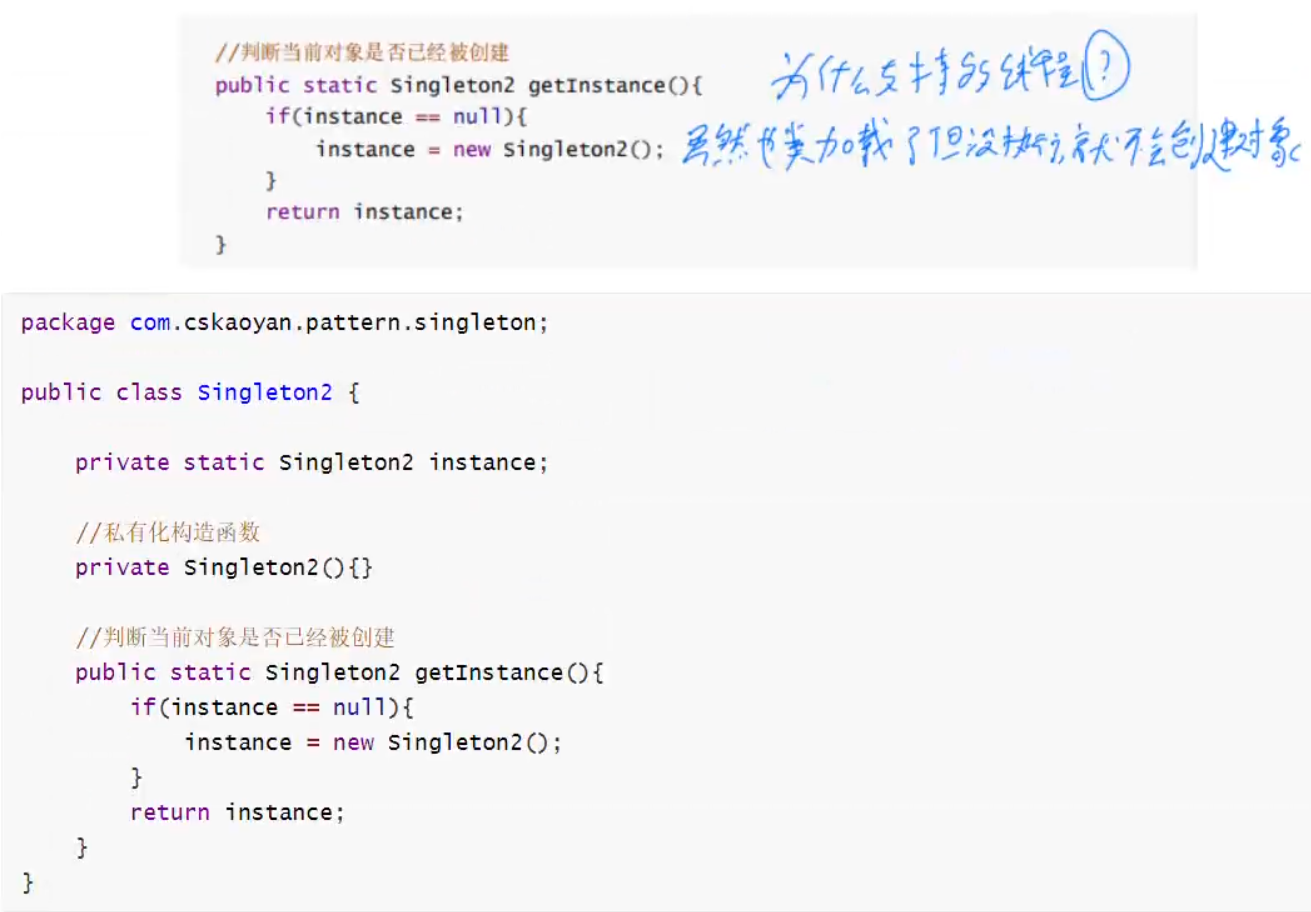 //判断当前对象是否已经被创建
public static Singleton2 getInstance(){ 为什么支持 线程?
if(instance == null){
instance = new Singleton2(); 虽然 类加载了但没 就不会创建对象
}
return instance;
}
package com.cskaoyan.pattern.singleton;
public class Singleton2 {
private static Singleton2 instance;
//私有化构造函数
private Singleton2(){}
//判断当前对象是否已经被创建
public static Singleton2 getInstance(){
if(instance == null){
instance = new Singleton2();
}
return instance;
}
}